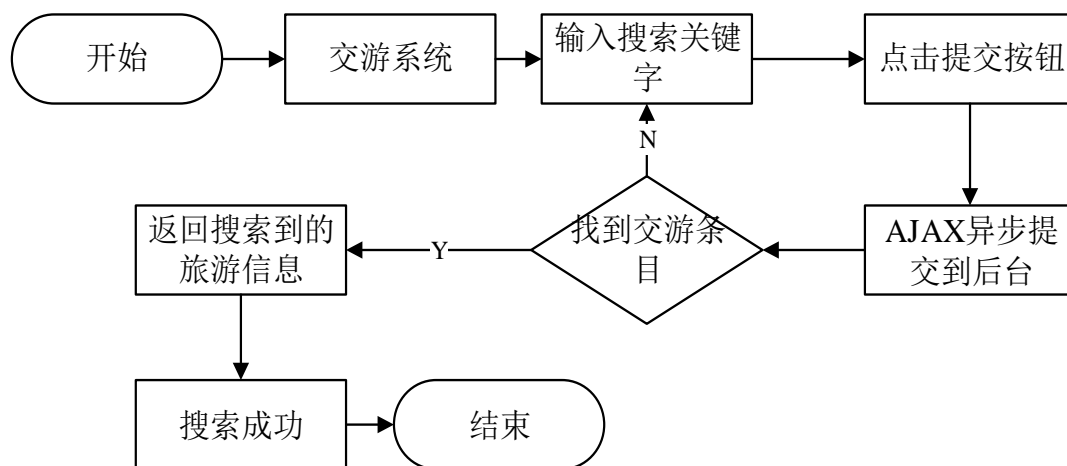 开始
交游系统
输入搜索关键
字
点击提交按钮
N
返回搜索到的
旅游信息
Y
找到交游条
目
AJAX异步提
交到后台
搜索成功
结束